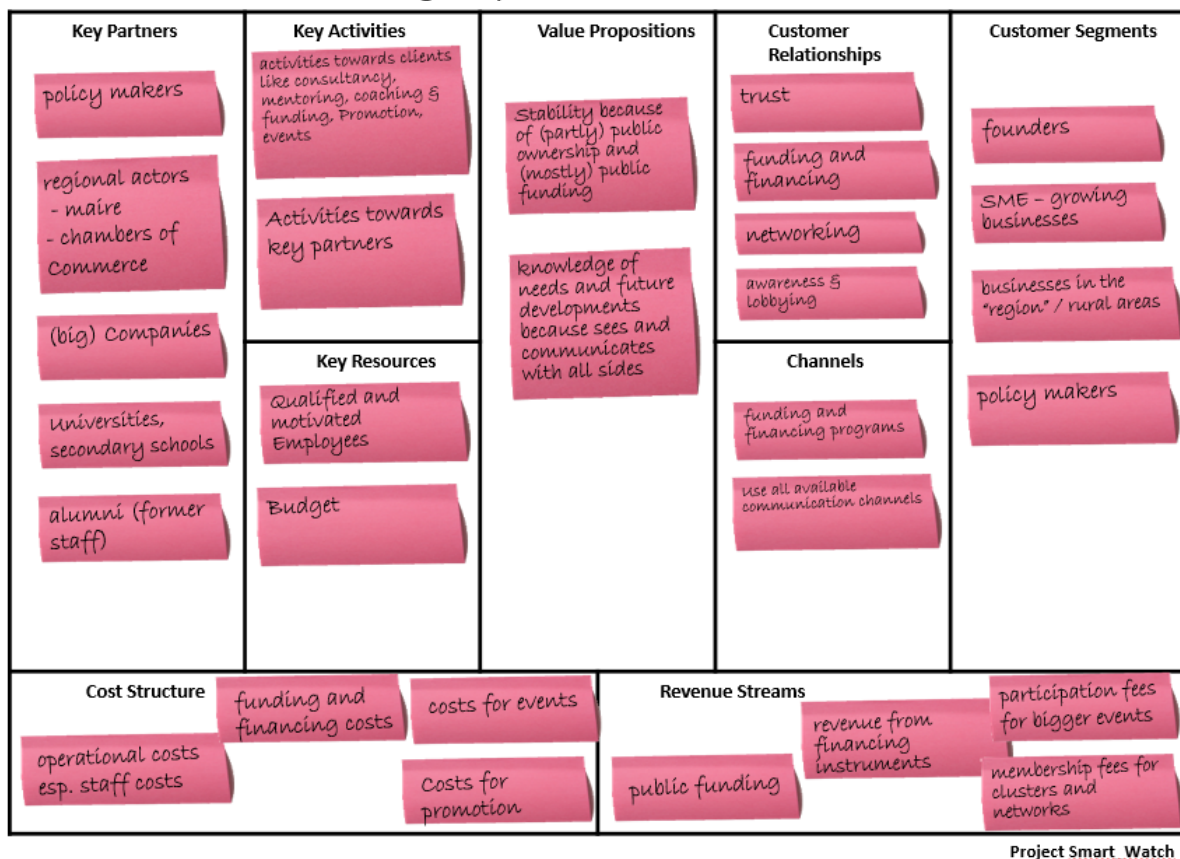 Key Partners
policy makers
regional actors
- maire
- chambers of
Commerce
(big) Companies
Universities,
secondary schools
alumni (former
staff)
Key Activities
activities towards clients
like consultancy,
mentoring, coaching &
funding, Promotion,
events
Activities towards
key partners
Key Resources
Qualified and
motivated
Employees
Budget
Value Propositions
Stability because
of (partly) public
ownership and
(mostly) public
funding
knowledge of
needs and future
developments
because sees and
communicates
with all sides
Customer
Relationships
trust
funding and
financing
networking
awareness &
lobbying
Channels
funding and
financing programs
use all available
communication channels
Customer Segments
founders
SME – growing
businesses
businesses in the
"region" / rural areas
policy makers
Cost Structure
operational costs
esp. staff costs
funding and
financing costs
costs for events
Costs for
promotion
Revenue Streams
public funding
revenue from
financing
instruments
participation fees
for bigger events
membership fees for
clusters and
networks
Project Smart_Watch